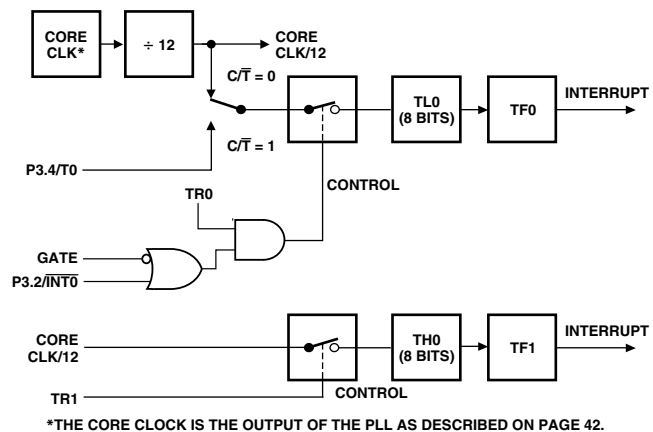 CORE
CLK*
÷ 12
CORE
CLK/12
C/T̅ = 0
C/T̅ = 1
P3.4/T0
TL0
(8 BITS)
TF0
INTERRUPT
CONTROL
TR0
GATE
P3.2/I̅N̅T̅0̅
CORE
CLK/12
TH0
(8 BITS)
TF1
INTERRUPT
CONTROL
TR1
*THE CORE CLOCK IS THE OUTPUT OF THE PLL AS DESCRIBED ON PAGE 42.